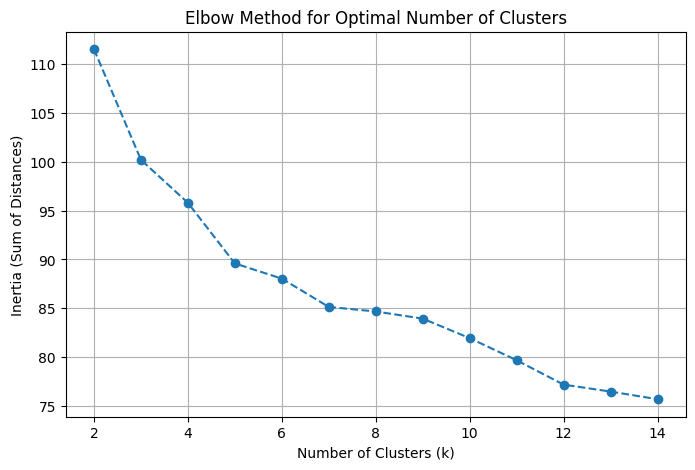 Elbow Method for Optimal Number of Clusters
Inertia (Sum of Distances)
110
105
100
95
90
85
80
75
2 4 6 8 10 12 14
Number of Clusters (k)